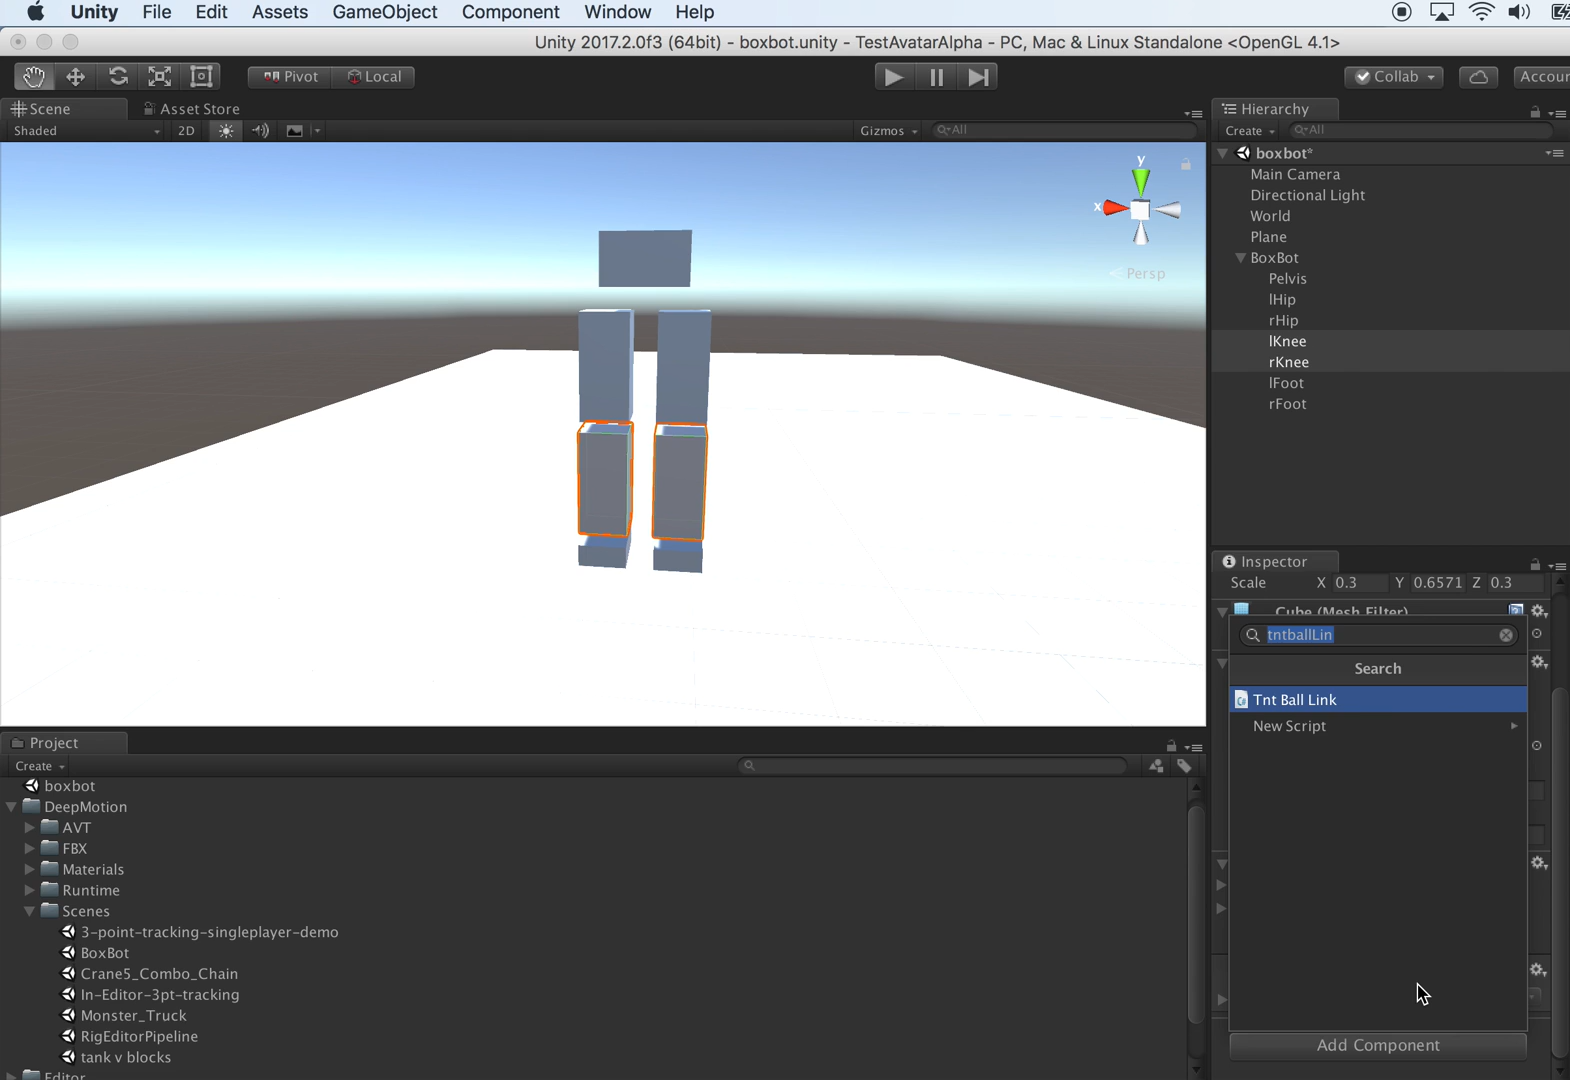 Unity File Edit Assets GameObject Component Window Help
Unity 2017.2.0f3 (64bit) - boxbot.unity - TestAvatarAlpha - PC, Mac & Linux Standalone <OpenGL 4.1>
Pivot Local Collab Accoun
Scene Asset Store
Shaded 2D Gizmos All
y
x
Persp
Hierarchy
Create All
boxbot*
Main Camera
Directional Light
World
Plane
BoxBot
Pelvis
lHip
rHip
lKnee
rKnee
lFoot
rFoot
Inspector
Scale X 0.3 Y 0.6571 Z 0.3
Cube (Mesh Filter)
tntballLin
Search
Tnt Ball Link
New Script
Add Component
Project
Create
boxbot
DeepMotion
AVT
FBX
Materials
Runtime
Scenes
3-point-tracking-singleplayer-demo
BoxBot
Crane5_Combo_Chain
In-Editor-3pt-tracking
Monster_Truck
RigEditorPipeline
tank v blocks
Editor